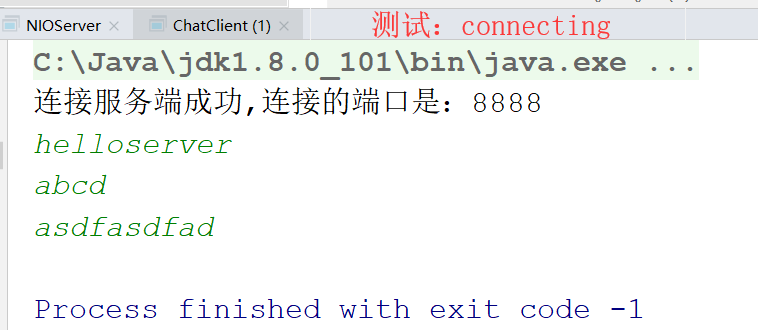 NIOServer × ChatClient (1) × 测试：connecting
C:\Java\jdk1.8.0_101\bin\java.exe ...
连接服务端成功,连接的端口是：8888
helloserver
abcd
asdfasdfad
Process finished with exit code -1